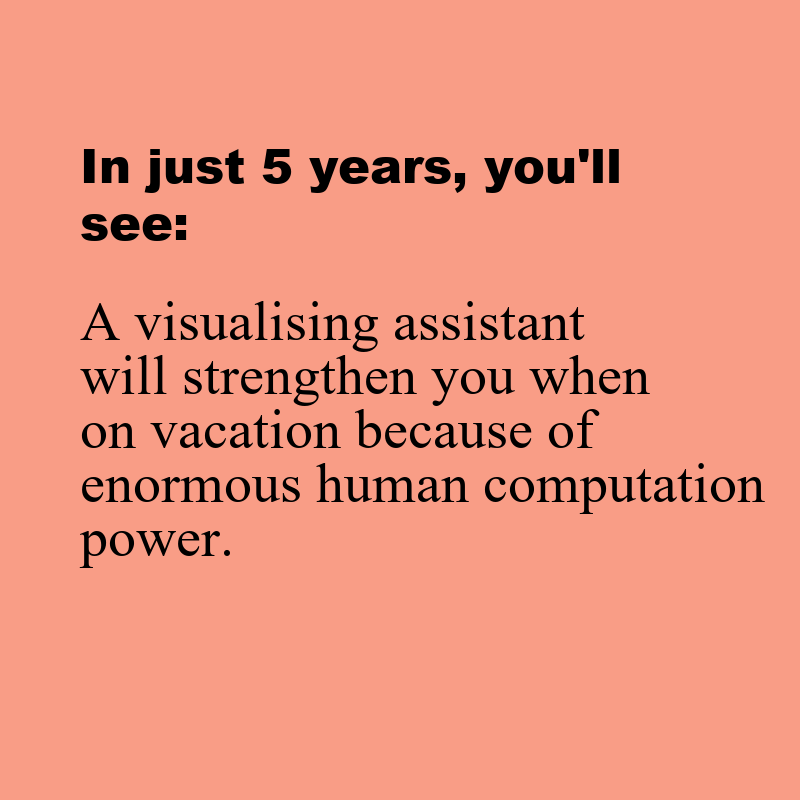 In just 5 years, you'll
see:
A visualising assistant
will strengthen you when
on vacation because of
enormous human computation
power.